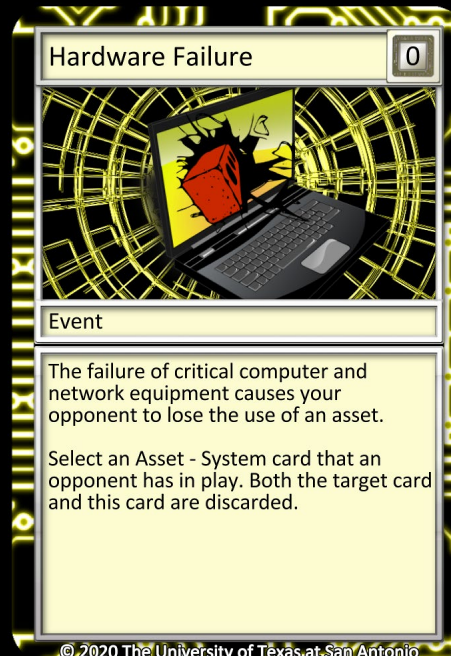 Hardware Failure
0
Event
The failure of critical computer and
network equipment causes your
opponent to lose the use of an asset.
Select an Asset - System card that an
opponent has in play. Both the target card
and this card are discarded.
© 2020 The University of Texas at San Antonio